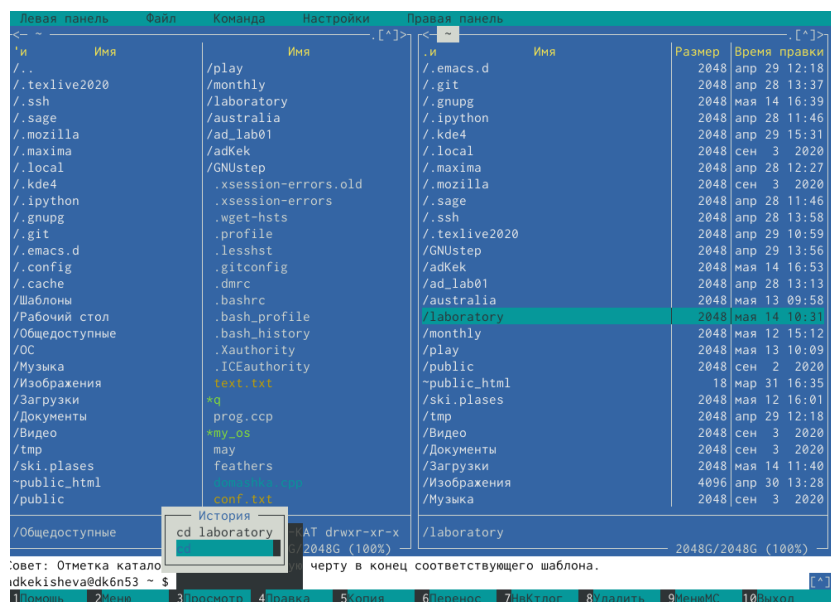 Левая панель Файл Команда Настройки Правая панель
<─ ~ .[^]>
'и Имя Имя
/.. /play
/.texlive2020 /monthly
/.ssh /laboratory
/.sage /australia
/.mozilla /ad_lab01
/.maxima /adKek
/.local /GNUstep
/.kde4 .xsession-errors.old
/.ipython .xsession-errors
/.gnupg .wget-hsts
/.git .profile
/.emacs.d .lesshst
/.config .gitconfig
/.cache .dmrc
/Шаблоны .bashrc
/Рабочий стол .bash_profile
/Общедоступные .bash_history
/ОС .Xauthority
/Музыка .ICEauthority
/Изображения text.txt
/Загрузки *q
/Документы prog.ccp
/Видео *my_os
/tmp may
/ski.plases feathers
~public_html domashka cpp
/public conf.txt
/Общедоступные -КАТ drwxr-xr-x
G/2048G (100%)
<─ ~ .[^]>
.и Имя Размер Время правки
/.emacs.d 2048 апр 29 12:18
/.git 2048 апр 28 13:37
/.gnupg 2048 мая 14 16:39
/.ipython 2048 апр 28 11:46
/.kde4 2048 апр 29 15:31
/.local 2048 сен 3 2020
/.maxima 2048 апр 28 12:27
/.mozilla 2048 сен 3 2020
/.sage 2048 апр 28 11:46
/.ssh 2048 апр 28 13:58
/.texlive2020 2048 апр 29 10:59
/GNUstep 2048 апр 29 13:56
/adKek 2048 мая 14 16:53
/ad_lab01 2048 апр 28 13:13
/australia 2048 мая 13 09:58
/laboratory 2048 мая 14 10:31
/monthly 2048 мая 12 15:12
/play 2048 мая 13 10:09
/public 2048 сен 2 2020
~public_html 18 мар 31 16:35
/ski.plases 2048 мая 12 16:01
/tmp 2048 апр 29 12:18
/Видео 2048 сен 3 2020
/Документы 2048 сен 3 2020
/Загрузки 2048 мая 14 11:40
/Изображения 4096 апр 30 13:28
/Музыка 2048 сен 3 2020
/laboratory
2048G/2048G (100%)
История
cd laboratory
cd
Совет: Отметка катало ую черту в конец соответствующего шаблона.
adkekisheva@dk6n53 ~ $ [^]
1Помощь 2Меню 3Просмотр 4Правка 5Копия 6Перенос 7НвКтлог 8Удалить 9МенюМС 10Выход